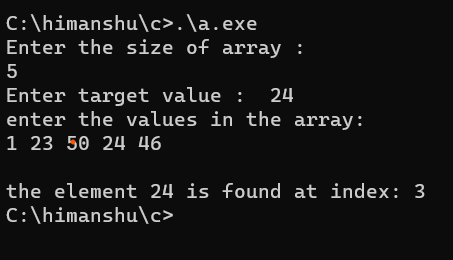 C:\himanshu\c>.\a.exe
Enter the size of array :
5
Enter target value :  24
enter the values in the array:
1 23 50 24 46

the element 24 is found at index: 3
C:\himanshu\c>